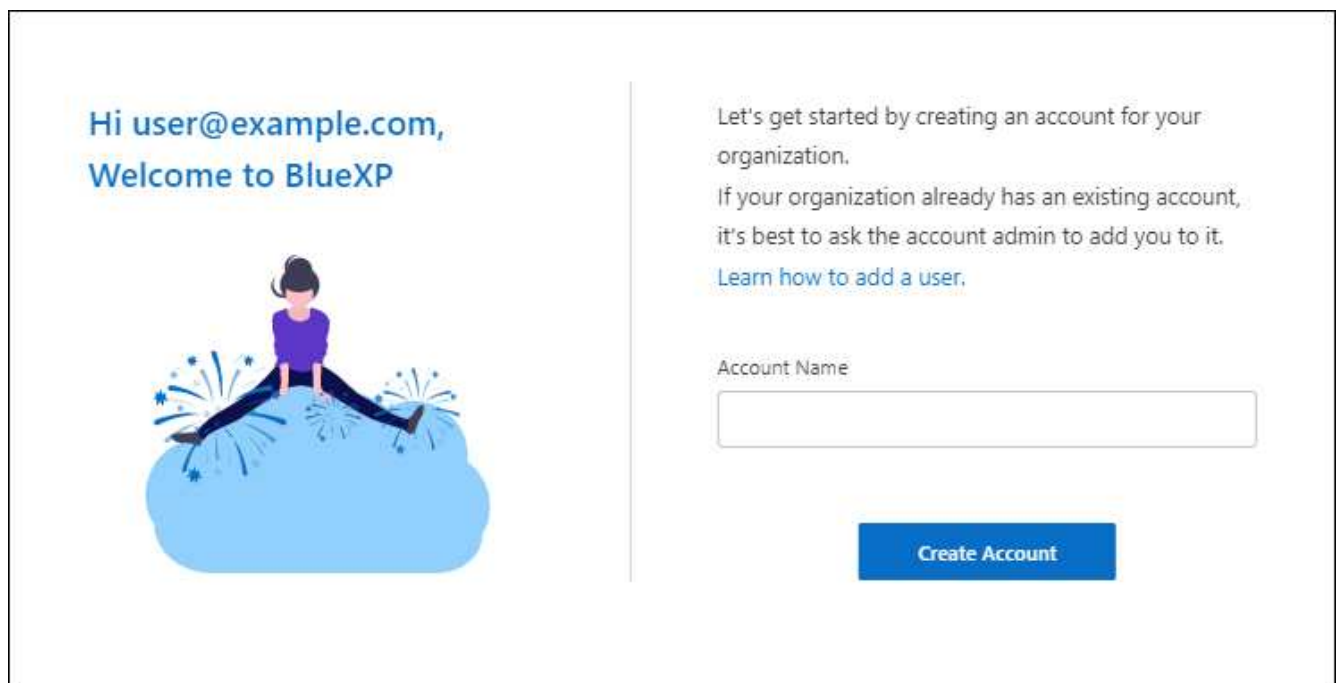 Hi user@example.com,
Welcome to BlueXP
Let's get started by creating an account for your
organization.
If your organization already has an existing account,
it's best to ask the account admin to add you to it.
Learn how to add a user.
Account Name
Create Account